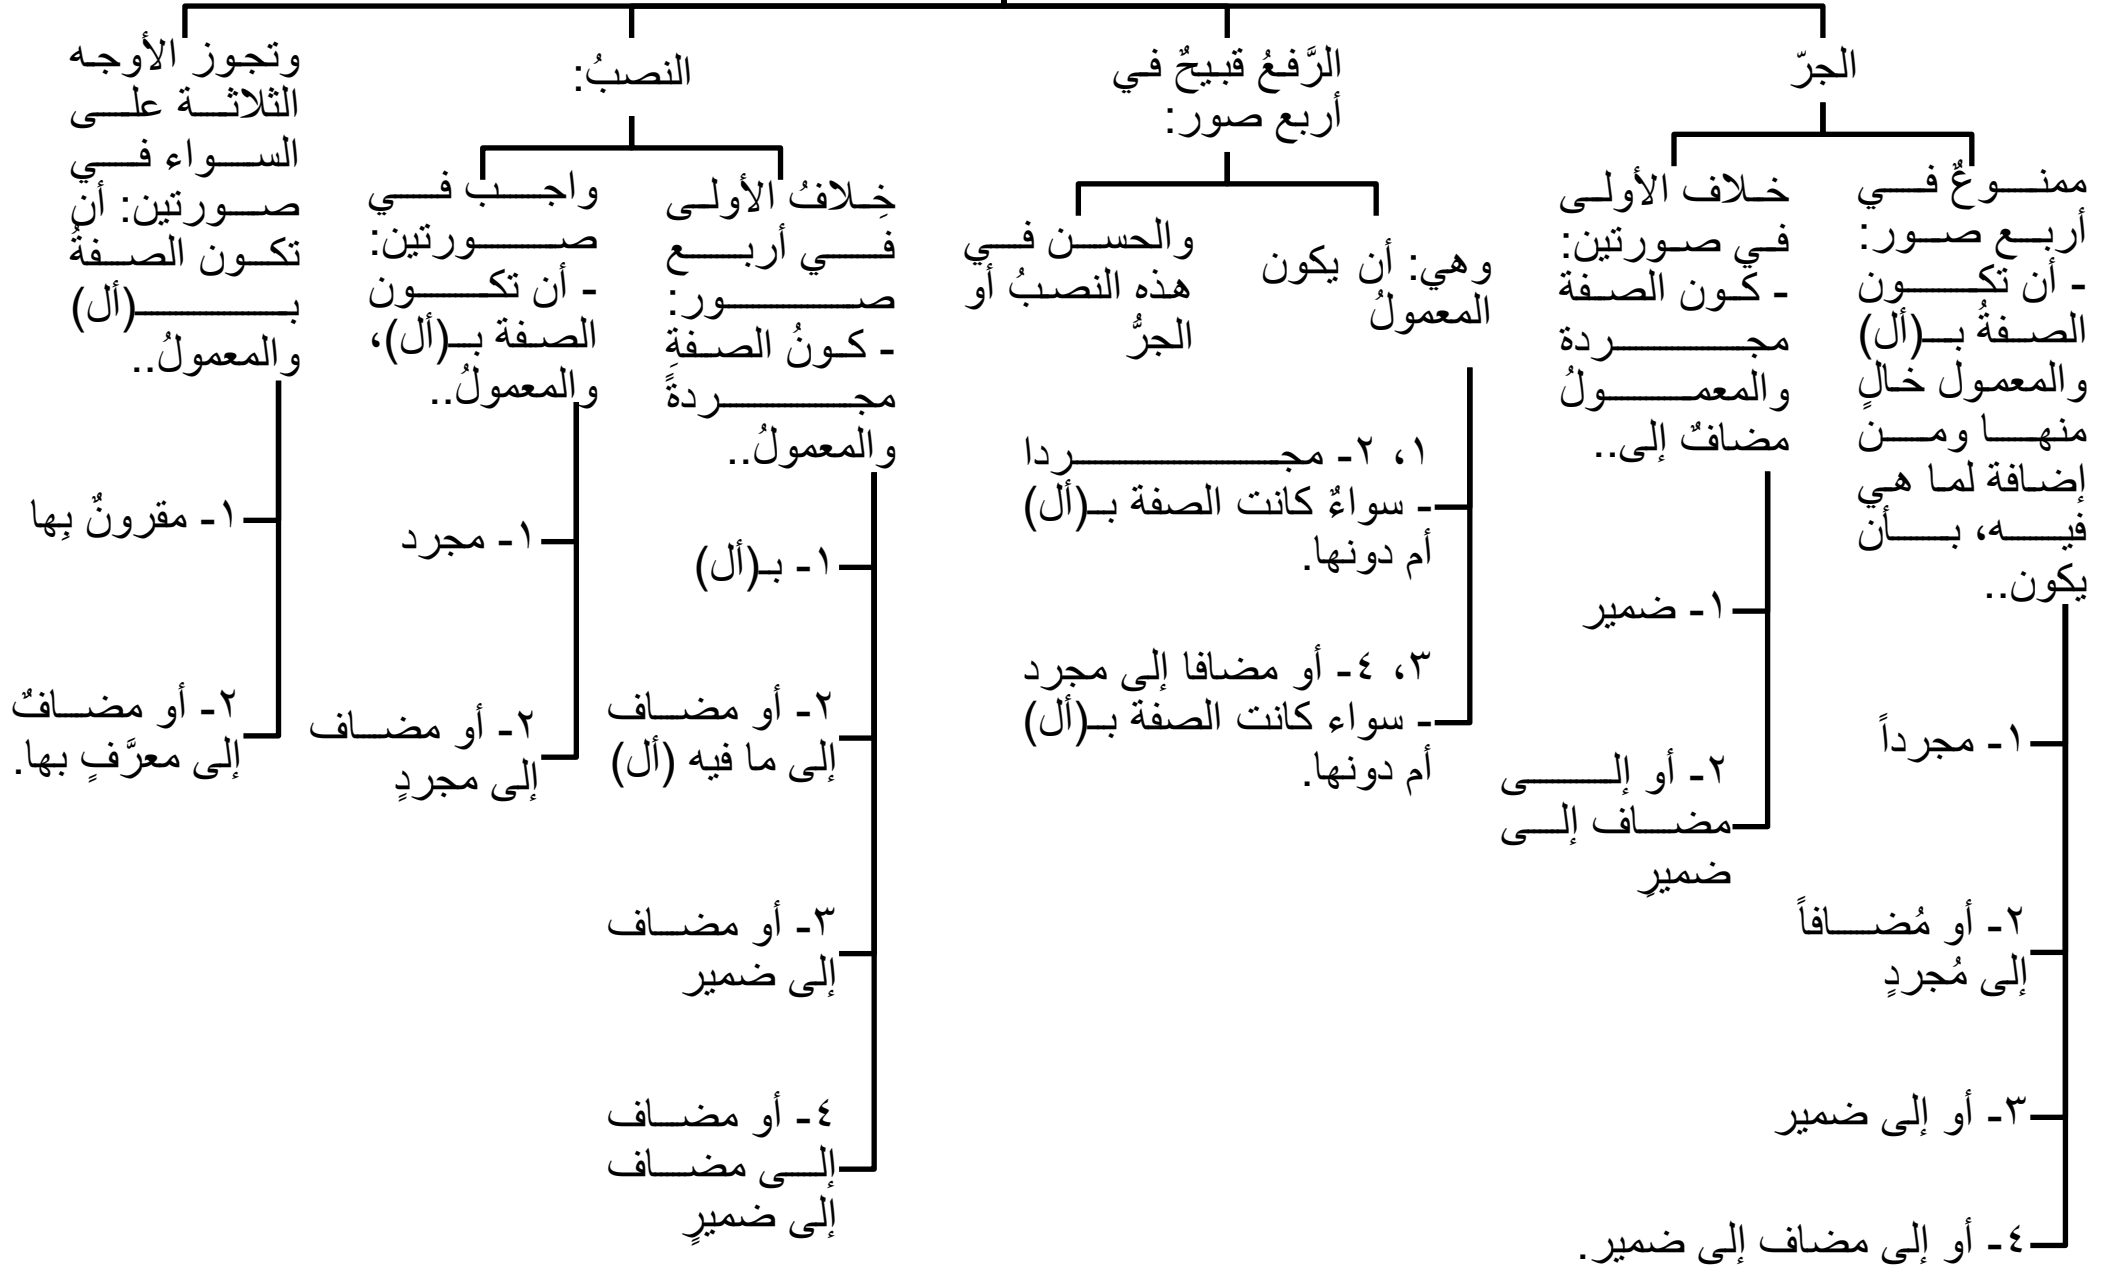 الجرّ
ممنوعٌ في
أربع صور:
- أن تكون
الصفةُ بـ(أل)
والمعمول خالٍ
منها ومن
إضافة لما هي
فيه، بأن
يكون..
١- مجرداً
٢- أو مُضافاً
إلى مُجردٍ
٣- أو إلى ضمير
٤- أو إلى مضاف إلى ضمير.
خلاف الأولى
في صورتين:
- كون الصفة
مجردة
والمعمولُ
مضافٌ إلى..
١- ضمير
٢- أو إلى
مضاف إلى
ضميرٍ
الرَّفعُ قبيحٌ في
أربع صور:
وهي: أن يكون
المعمولُ
١، ٢- مجردا
- سواءٌ كانت الصفة بـ(أل)
أم دونها.
٣، ٤- أو مضافا إلى مجرد
- سواء كانت الصفة بـ(أل)
أم دونها.
والحسن في
هذه النصبُ أو
الجرُّ
النصبُ:
خِلافُ الأولى
في أربع
صور:
- كونُ الصفةِ
مجردةً
والمعمولُ..
١- بـ(أل)
٢- أو مضاف
إلى ما فيه (أل)
٣- أو مضاف
إلى ضمير
٤- أو مضاف
إلى مضاف
إلى ضميرٍ
واجب في
صورتين:
- أن تكون
الصفة بـ(أل)،
والمعمولُ..
١- مجرد
٢- أو مضاف
إلى مجردٍ
وتجوز الأوجه
الثلاثة على
السواء في
صورتين: أن
تكون الصفةُ
بـ(أل)
والمعمولُ..
١- مقرونٌ بِها
٢- أو مضافٌ
إلى معرَّفٍ بها.